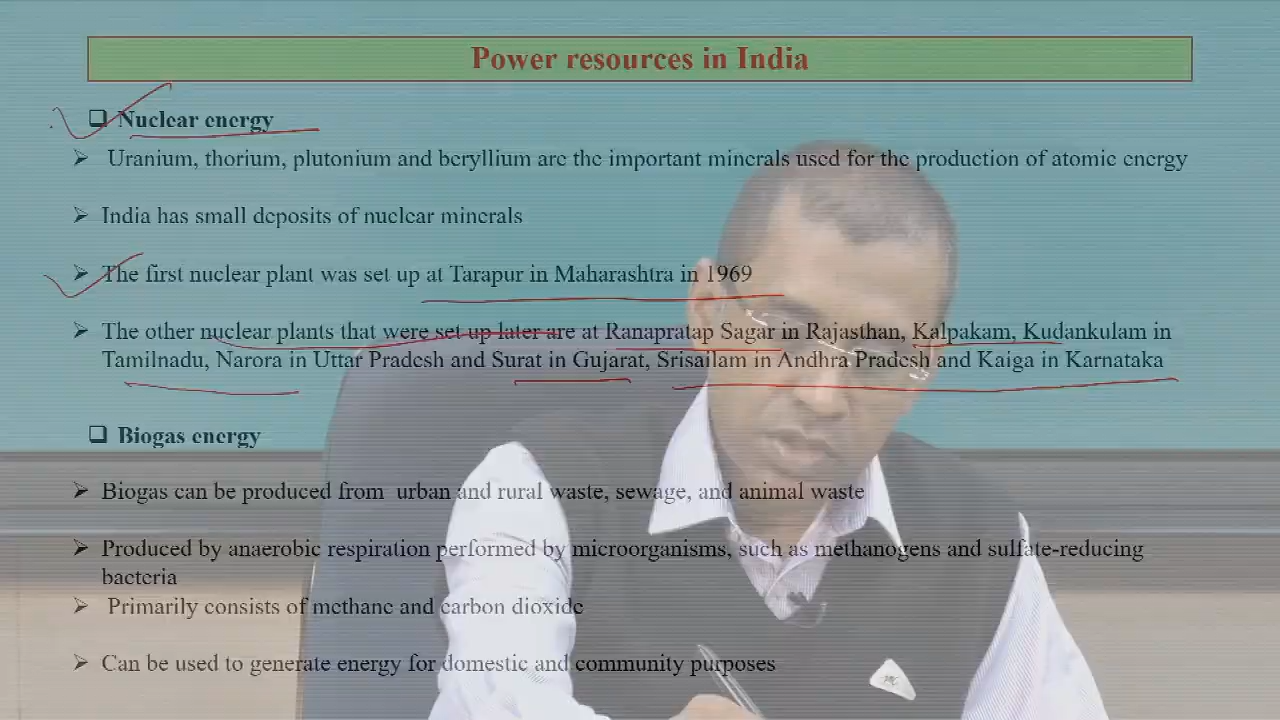 Power resources in India
❑ Nuclear energy
➢ Uranium, thorium, plutonium and beryllium are the important minerals used for the production of atomic energy
➢ India has small deposits of nuclear minerals
➢ The first nuclear plant was set up at Tarapur in Maharashtra in 1969
➢ The other nuclear plants that were set up later are at Ranapratap Sagar in Rajasthan, Kalpakam, Kudankulam in
Tamilnadu, Narora in Uttar Pradesh and Surat in Gujarat, Srisailam in Andhra Pradesh and Kaiga in Karnataka
❑ Biogas energy
➢ Biogas can be produced from urban and rural waste, sewage, and animal waste
➢ Produced by anaerobic respiration performed by microorganisms, such as methanogens and sulfate-reducing
bacteria
➢ Primarily consists of methane and carbon dioxide
➢ Can be used to generate energy for domestic and community purposes